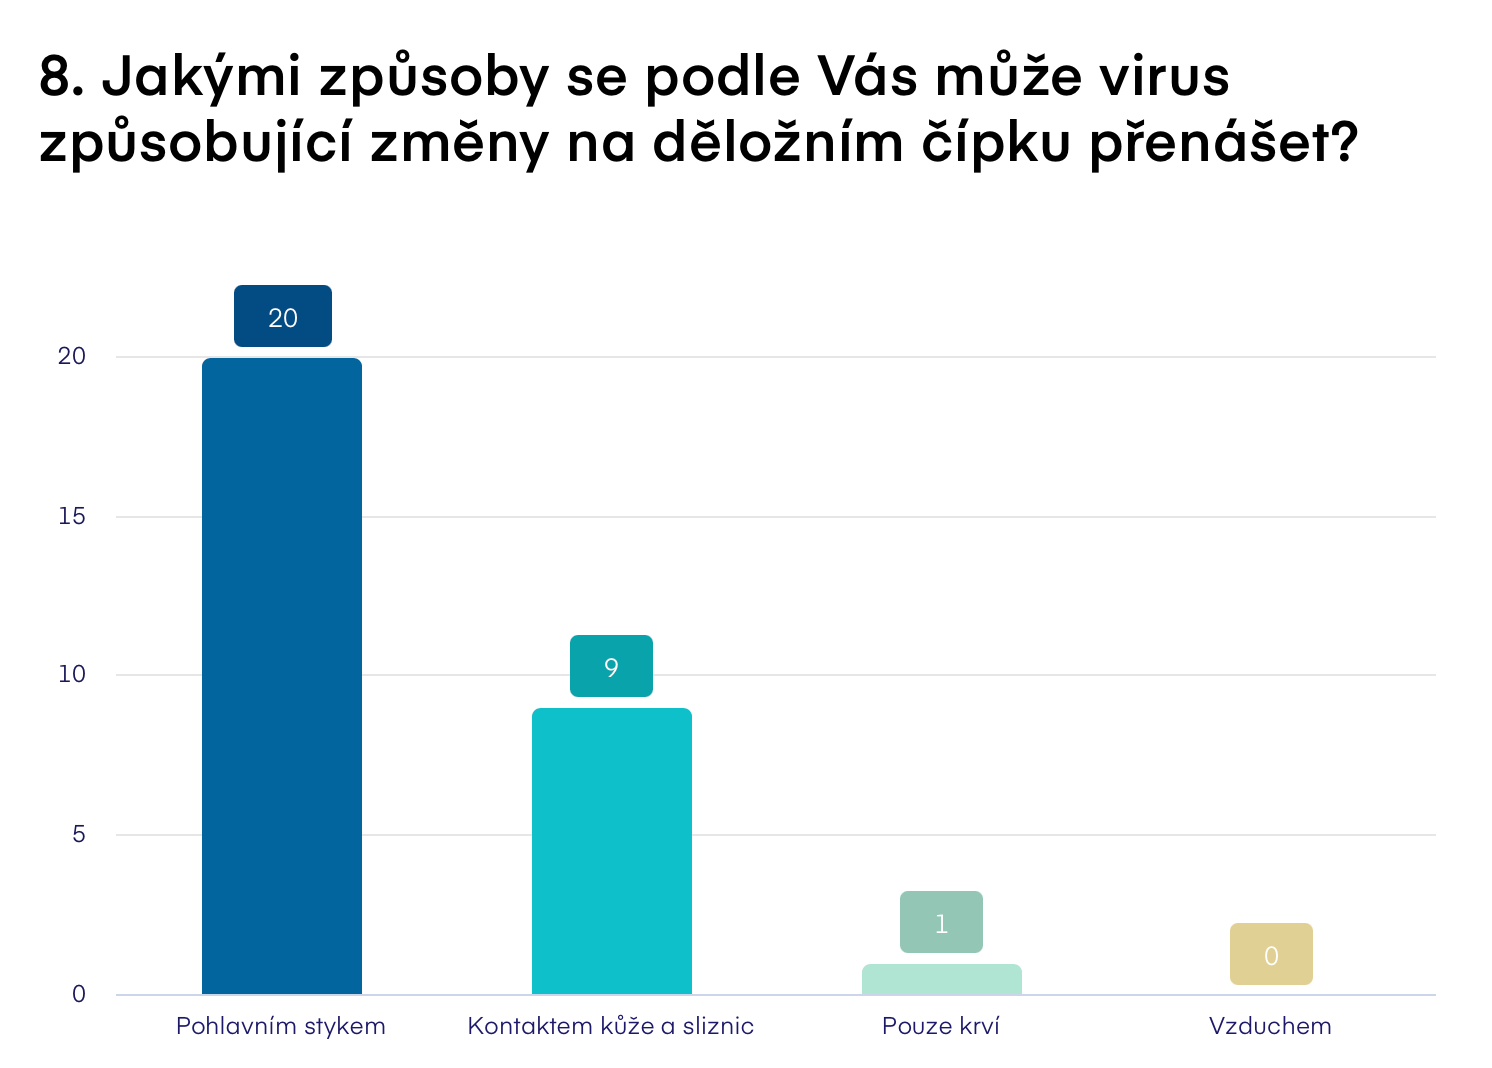 8. Jakými způsoby se podle Vás může virus
způsobující změny na děložním čípku přenášet?
20
20
15
10
9
5
1
0
0
Pohlavním stykem
Kontaktem kůže a sliznic
Pouze krví
Vzduchem